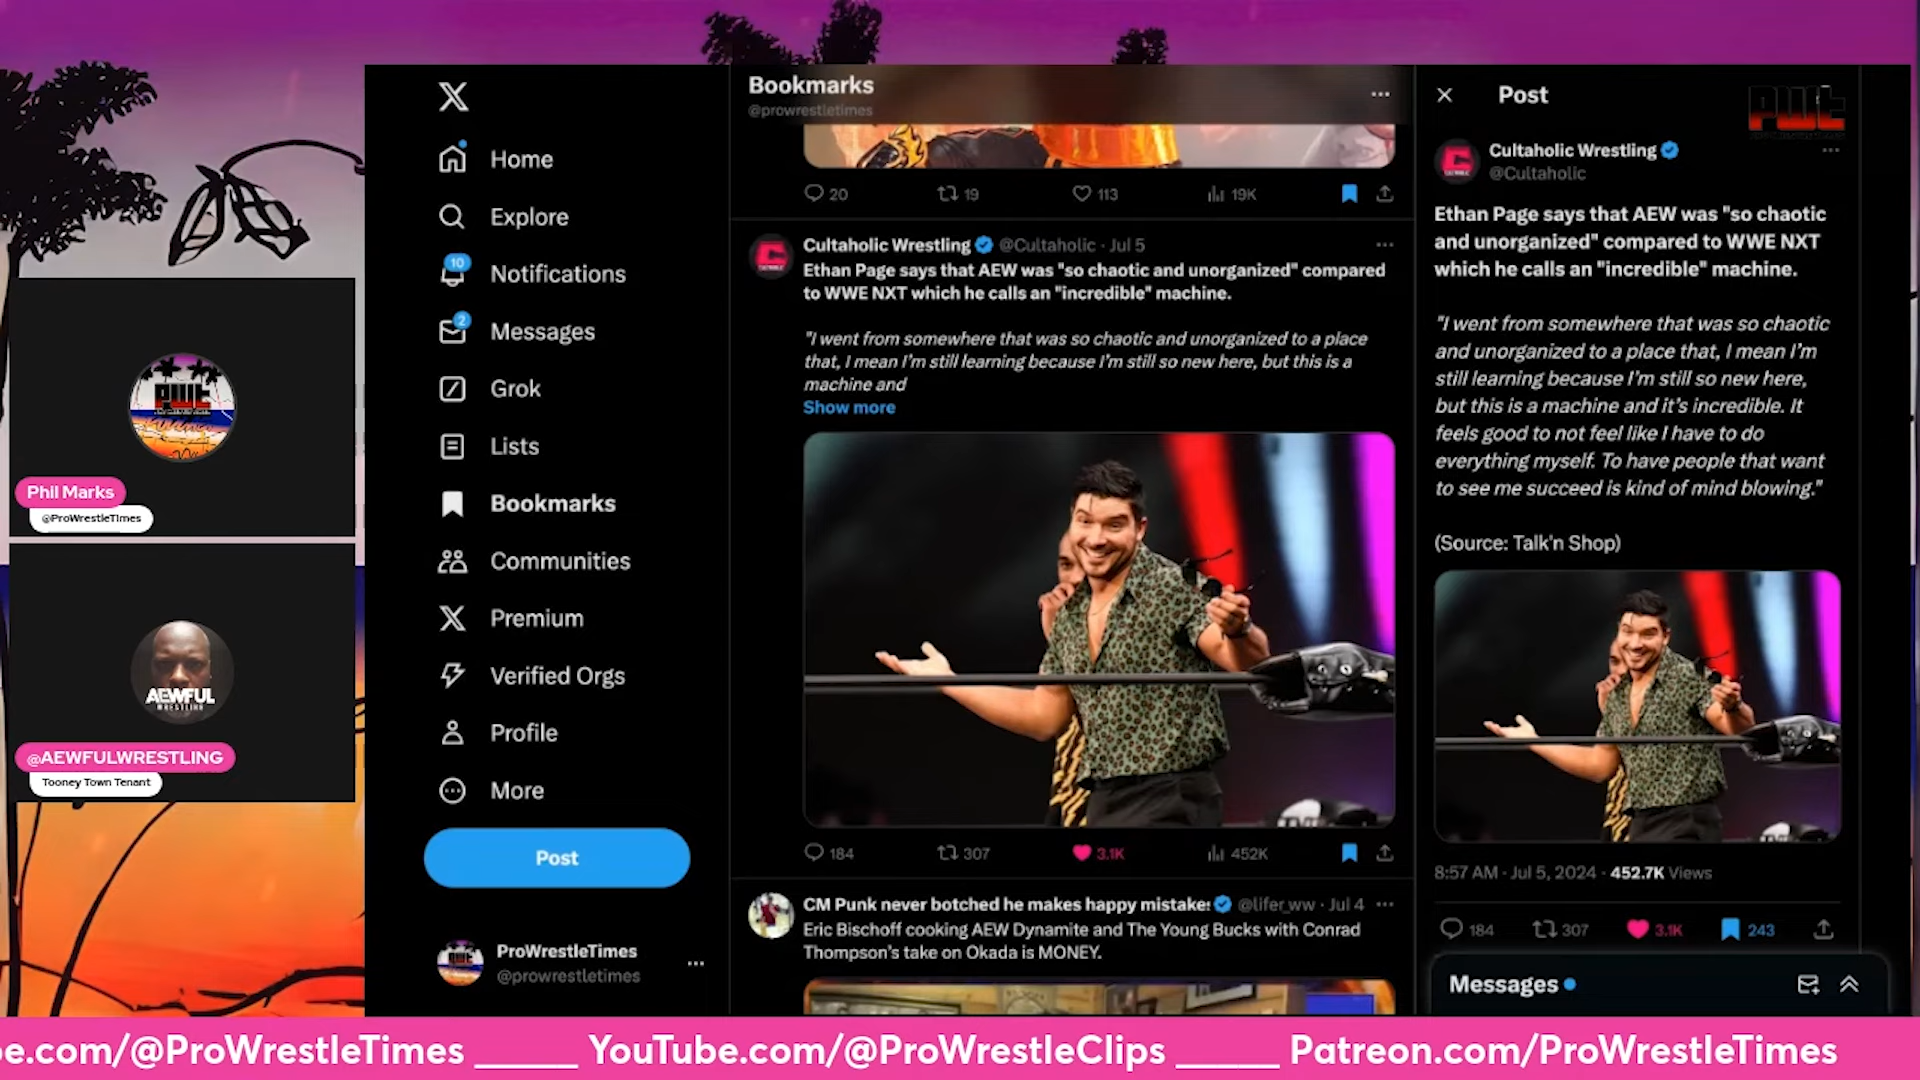 PWT
Phil Marks
@ProWrestleTimes
AEWFUL
WRESTLING
@AEWFULWRESTLING
Tooney Town Tenant
Home
Explore
10
Notifications
2
Messages
Grok
Lists
Bookmarks
Communities
Premium
Verified Orgs
Profile
More
Post
ProWrestleTimes
@prowrestletimes
Bookmarks
@prowrestletimes
20 19 113 19K
Cultaholic Wrestling @Cultaholic · Jul 5
Ethan Page says that AEW was "so chaotic and unorganized" compared
to WWE NXT which he calls an "incredible" machine.
"I went from somewhere that was so chaotic and unorganized to a place
that, I mean I'm still learning because I'm still so new here, but this is a
machine and
Show more
184 307 3.1K 452K
CM Punk never botched he makes happy mistakes @lifer_ww · Jul 4
Eric Bischoff cooking AEW Dynamite and The Young Bucks with Conrad
Thompson's take on Okada is MONEY.
Post
PWT
Cultaholic Wrestling
@Cultaholic
Ethan Page says that AEW was "so chaotic
and unorganized" compared to WWE NXT
which he calls an "incredible" machine.
"I went from somewhere that was so chaotic
and unorganized to a place that, I mean I'm
still learning because I'm still so new here,
but this is a machine and it's incredible. It
feels good to not feel like I have to do
everything myself. To have people that want
to see me succeed is kind of mind blowing."
(Source: Talk'n Shop)
8:57 AM · Jul 5, 2024 · 452.7K Views
184 307 3.1K 243
Messages
be.com/@ProWrestleTimes ______ YouTube.com/@ProWrestleClips ______ Patreon.com/ProWrestleTimes